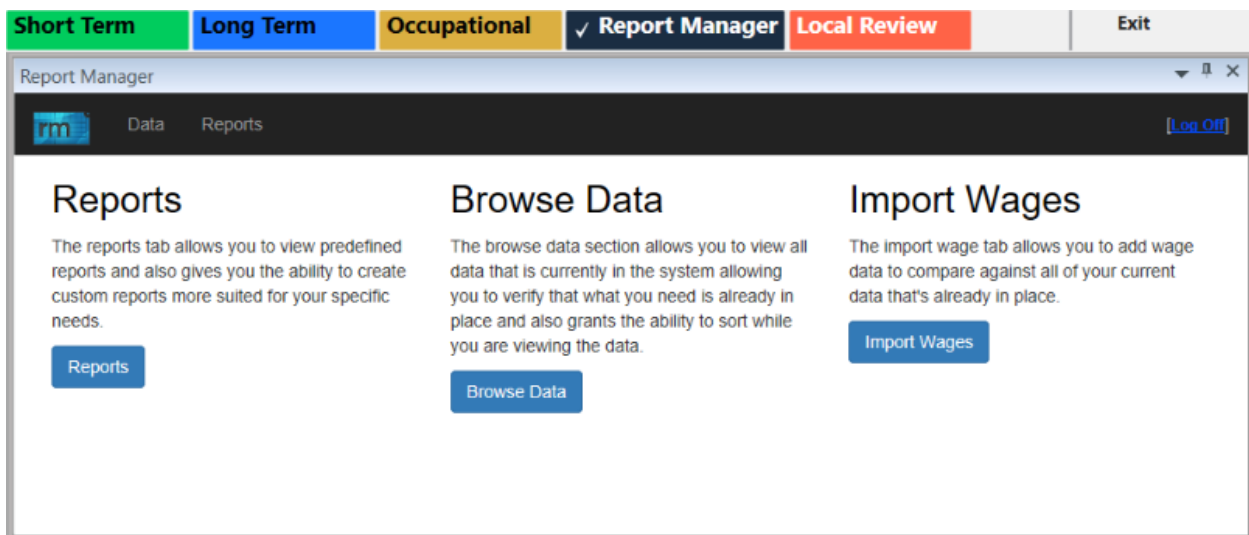 Short Term Long Term Occupational ✓ Report Manager Local Review Exit
Report Manager
rm Data Reports [Log Off]
Reports
The reports tab allows you to view predefined
reports and also gives you the ability to create
custom reports more suited for your specific
needs.
Reports
Browse Data
The browse data section allows you to view all
data that is currently in the system allowing
you to verify that what you need is already in
place and also grants the ability to sort while
you are viewing the data.
Browse Data
Import Wages
The import wage tab allows you to add wage
data to compare against all of your current
data that's already in place.
Import Wages